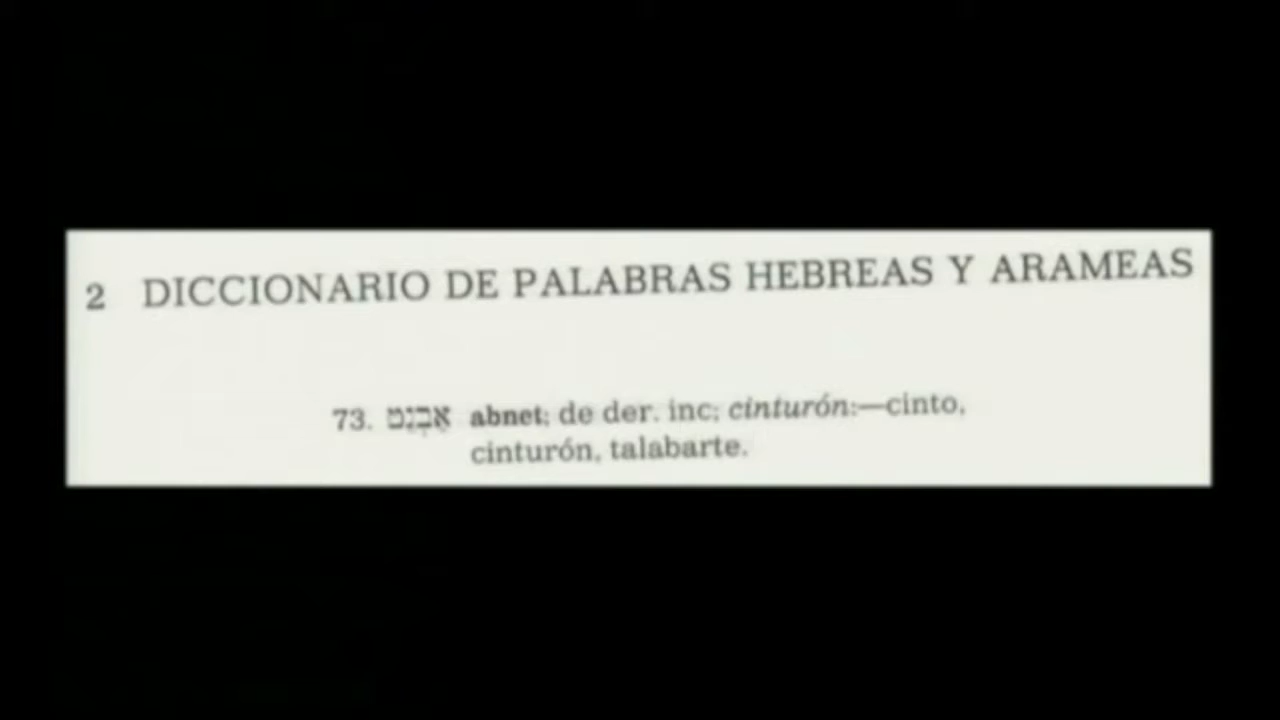 2 DICCIONARIO DE PALABRAS HEBREAS Y ARAMEAS
73. אַבְנֵט abnet; de der. inc; cinturón:—cinto,
cinturón, talabarte.